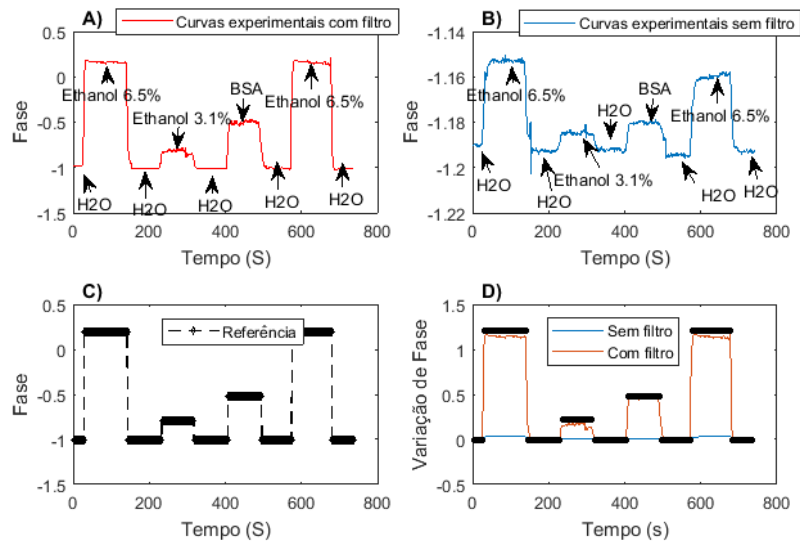 A)
Curvas experimentais com filtro
0.5
0
-0.5
-1
-1.5
Fase
Ethanol 6.5%
Ethanol 3.1%
BSA
Ethanol 6.5%
H2O
H2O
H2O
H2O
H2O
0
200
400
600
800
Tempo (S)
B)
Curvas experimentais sem filtro
-1.14
-1.16
-1.18
-1.2
-1.22
Fase
Ethanol 6.5%
H2O
BSA
Ethanol 6.5%
Ethanol 3.1%
H2O
H2O
H2O
H2O
0
200
400
600
800
Tempo (S)
C)
Referência
0.5
0
-0.5
-1
-1.5
Fase
0
200
400
600
800
Tempo (S)
D)
Sem filtro
Com filtro
1.5
1
0.5
0
-0.5
Variação de Fase
0
200
400
600
800
Tempo (s)